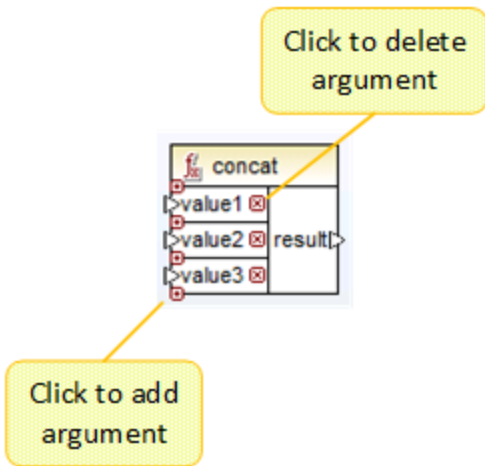 Click to delete
argument
concat
value1
value2 result
value3
Click to add
argument